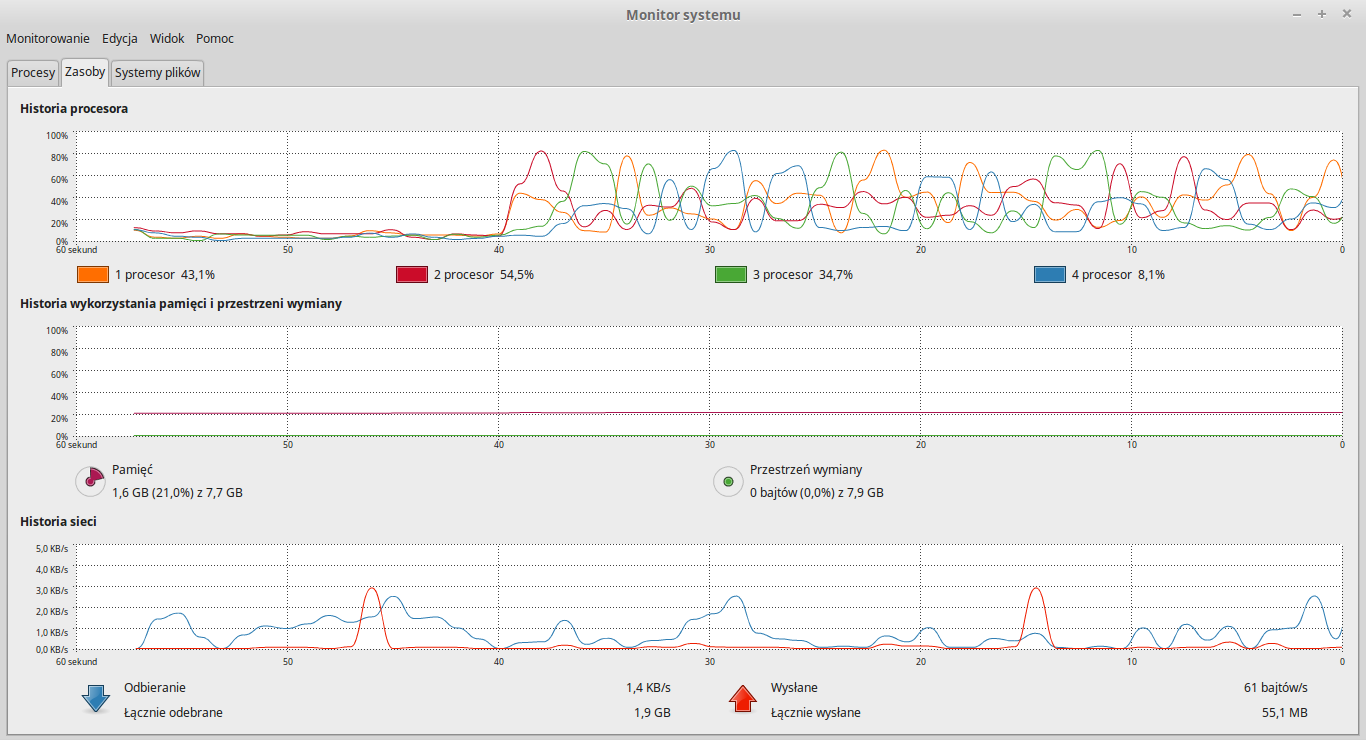 Monitor systemu
Monitorowanie Edycja Widok Pomoc
Procesy Zasoby Systemy plików
Historia procesora
100%
80%
60%
40%
20%
0%
60 sekund 50 40 30 20 10 0
1 procesor 43,1% 2 procesor 54,5% 3 procesor 34,7% 4 procesor 8,1%
Historia wykorzystania pamięci i przestrzeni wymiany
100%
80%
60%
40%
20%
0%
60 sekund 50 40 30 20 10 0
Pamięć Przestrzeń wymiany
1,6 GB (21,0%) z 7,7 GB 0 bajtów (0,0%) z 7,9 GB
Historia sieci
5,0 KB/s
4,0 KB/s
3,0 KB/s
2,0 KB/s
1,0 KB/s
0,0 KB/s
60 sekund 50 40 30 20 10 0
Odbieranie 1,4 KB/s Wysłane 61 bajtów/s
Łącznie odebrane 1,9 GB Łącznie wysłane 55,1 MB